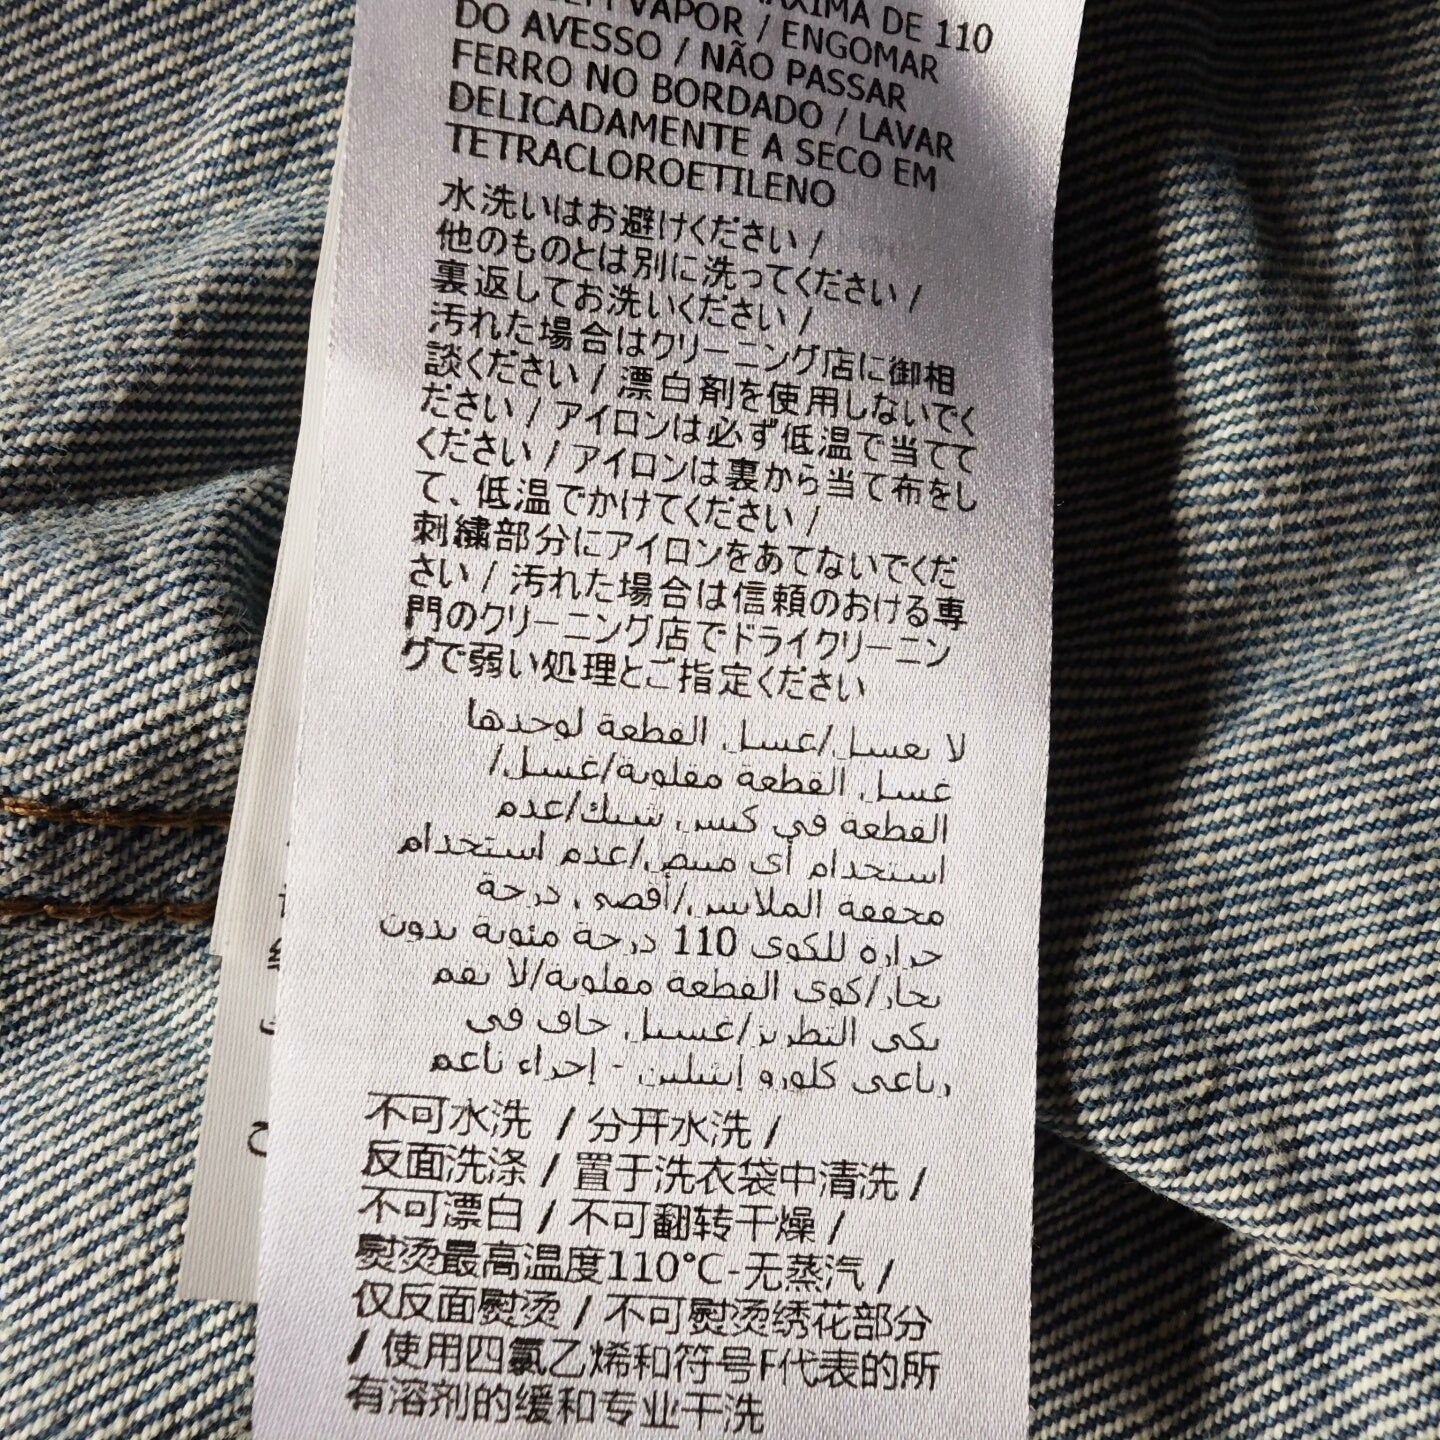 MÁXIMA DE 110
VAPOR / ENGOMAR
DO AVESSO / NÃO PASSAR
FERRO NO BORDADO / LAVAR
DELICADAMENTE A SECO EM
TETRACLOROETILENO
水洗いはお避けください /
他のものとは別に洗ってください /
裏返してお洗いください /
汚れた場合はクリーニング店に御相
談ください / 漂白剤を使用しないでく
ださい / アイロンは必ず低温で当てて
ください / アイロンは裏から当て布をし
て、低温でかけてください /
刺繍部分にアイロンをあてないでくだ
さい / 汚れた場合は信頼のおける専
門のクリーニング店でドライクリーニン
グで弱い処理とご指定ください
لا يغسل/غسل القطعة لوحدها
غسل القطعة مقلوبة/غسل/
القطعة في كيس شبك/عدم
استخدام أي مبيض/عدم استخدام
مجففة الملابس/أقصى درجة
حراره للكوى 110 درجة مئوية بدون
بخار/كوى القطعة مقلوبة/لا يقم
بكى التطريز/غسيل جاف فى
رباعى كلورو إيثيلين - إجراء ناعم
不可水洗 / 分开水洗 /
反面洗涤 / 置于洗衣袋中清洗 /
不可漂白 / 不可翻转干燥 /
熨烫最高温度110°C-无蒸汽 /
仅反面熨烫 / 不可熨烫绣花部分
/ 使用四氯乙烯和符号F代表的所
有溶剂的缓和专业干洗